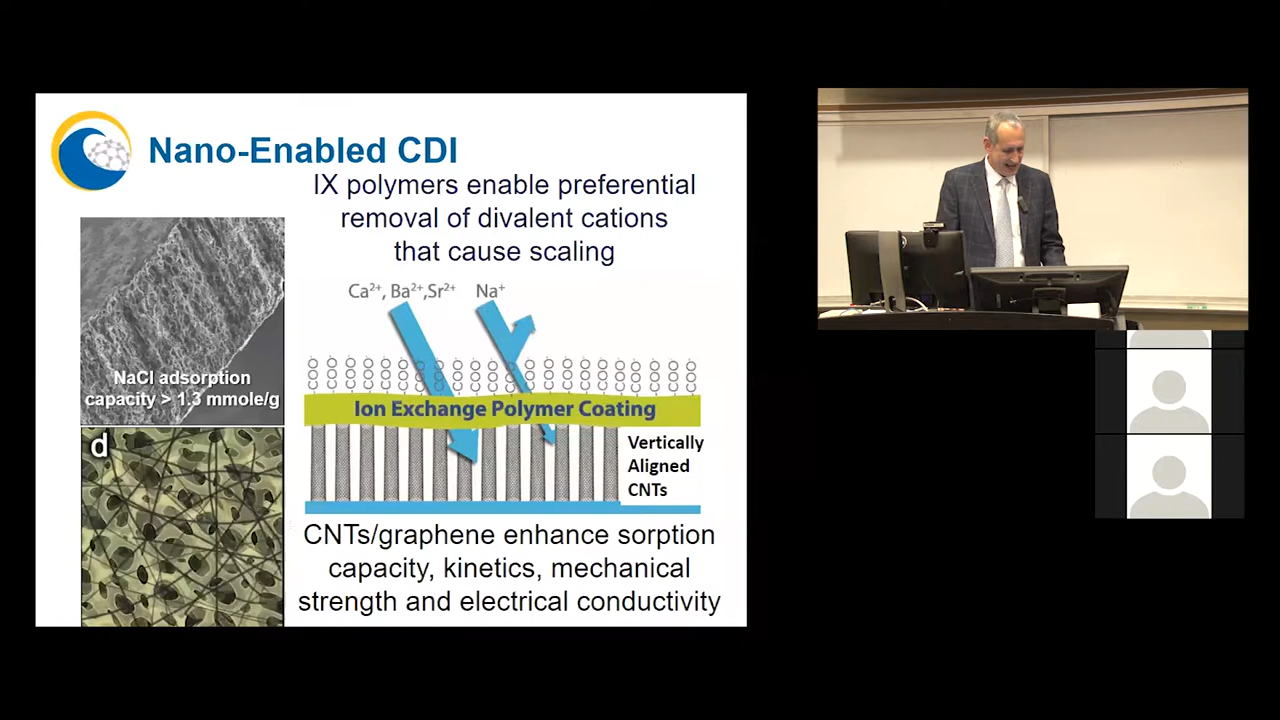 Nano-Enabled CDI
IX polymers enable preferential
removal of divalent cations
that cause scaling
NaCl adsorption
capacity > 1.3 mmole/g
d
Ca²⁺, Ba²⁺,Sr²⁺ Na⁺
Ion Exchange Polymer Coating
Vertically
Aligned
CNTs
CNTs/graphene enhance sorption
capacity, kinetics, mechanical
strength and electrical conductivity